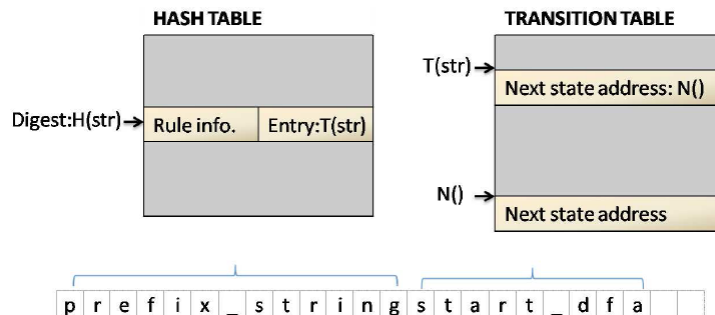 HASH TABLE
Digest:H(str)
Rule info.
Entry:T(str)
TRANSITION TABLE
T(str)
Next state address: N()
N()
Next state address
p r e f i x _ s t r i n g s t a r t _ d f a